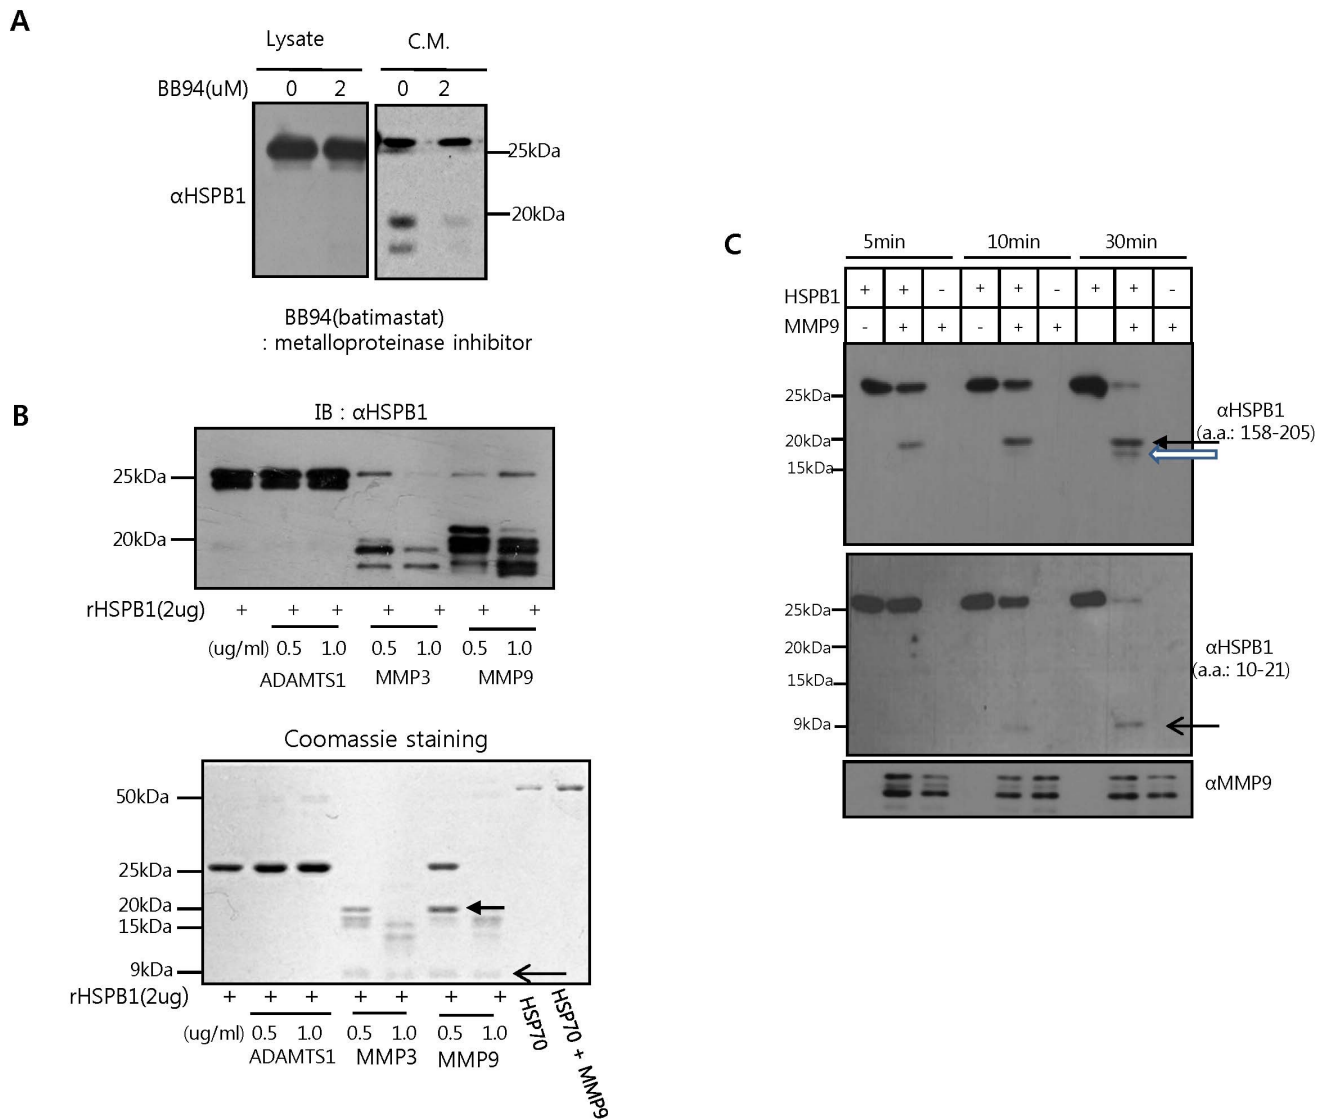 A
Lysate C.M.
BB94(uM) 0 2 0 2
25kDa
αHSPB1
20kDa
BB94(batimastat)
: metalloproteinase inhibitor
B
IB : αHSPB1
25kDa
20kDa
rHSPB1(2ug) + + + + + + +
(ug/ml) 0.5 1.0 0.5 1.0 0.5 1.0
ADAMTS1 MMP3 MMP9
Coomassie staining
50kDa
25kDa
20kDa
15kDa
9kDa
rHSPB1(2ug) + + + + + + +
(ug/ml) 0.5 1.0 0.5 1.0 0.5 1.0
ADAMTS1 MMP3 MMP9
HSP70
HSP70 + MMP9
C
5min 10min 30min
HSPB1 + + - + + - + + -
MMP9 - + + - + + + +
25kDa
20kDa
15kDa
αHSPB1
(a.a.: 158-205)
25kDa
20kDa
15kDa
9kDa
αHSPB1
(a.a.: 10-21)
αMMP9